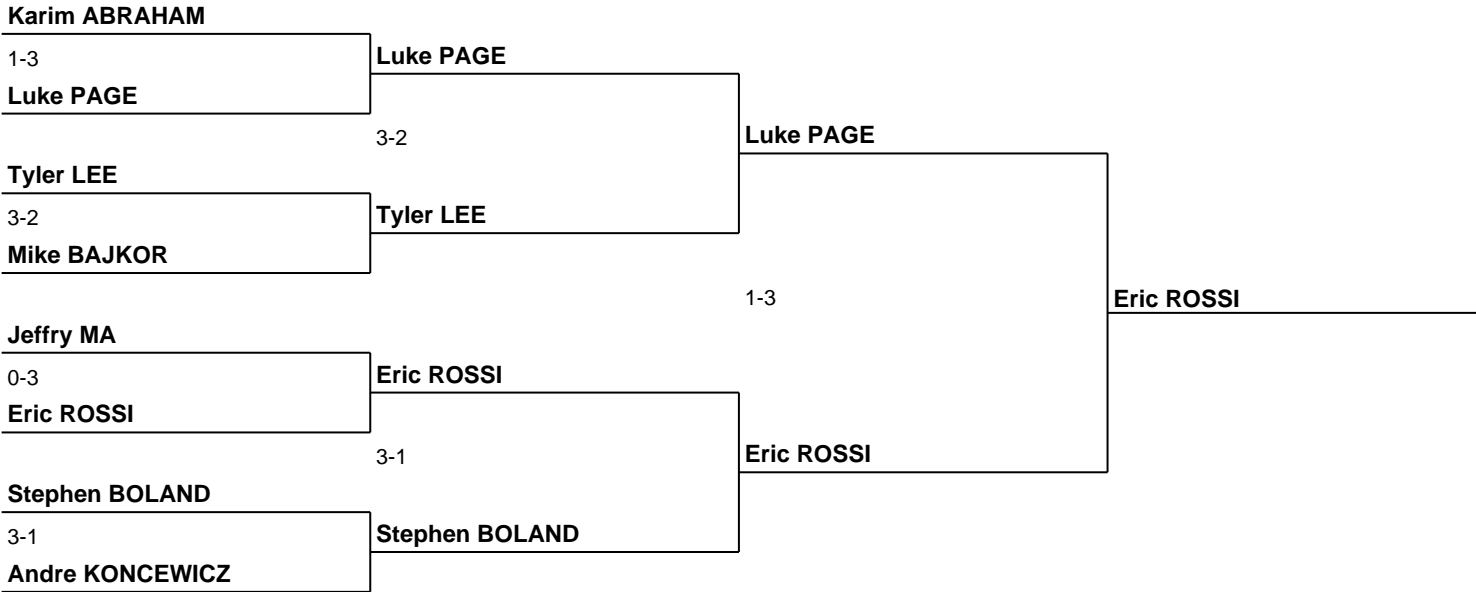 Karim ABRAHAM
1-3
Luke PAGE
Luke PAGE
3-2
Luke PAGE
Tyler LEE
3-2
Tyler LEE
Mike BAJKOR
1-3
Eric ROSSI
Jeffry MA
0-3
Eric ROSSI
Eric ROSSI
3-1
Eric ROSSI
Stephen BOLAND
3-1
Stephen BOLAND
Andre KONCEWICZ